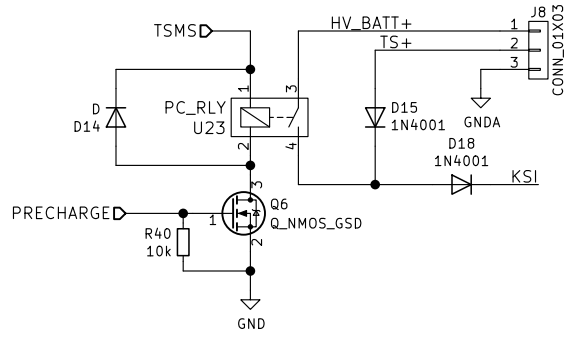 J8
HV_BATT+
1
TSMS
TS+
2
3
CONN_01X03
1
3
PC_RLY
U23
D
D14
GNDA
D15
1N4001
2
4
D18
1N4001
KSI
3
Q6
PRECHARGE
1
Q_NMOS_GSD
R40
10k
2
GND